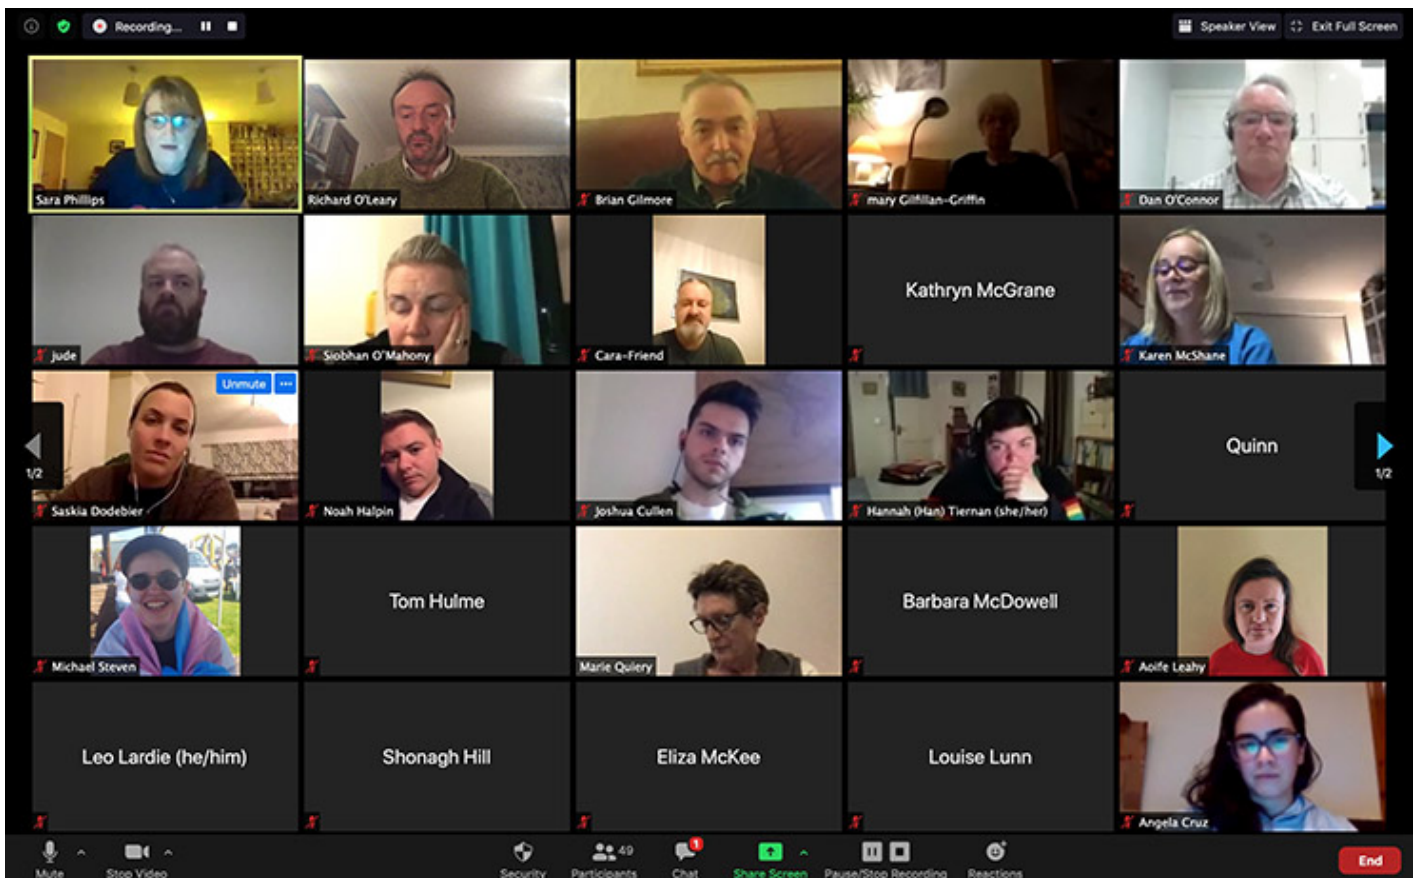 Recording...
Speaker View
Exit Full Screen
Sara Phillips
Richard O'Leary
Brian Gilmore
mary Gilfillan-Griffin
Dan O'Connor
jude
Siobhan O'Mahony
Cara-Friend
Kathryn McGrane
Karen McShane
Unmute
Saskia Dodebier
Noah Halpin
Joshua Cullen
Hannah (Han) Tiernan (she/her)
Quinn
1/2
1/2
Michael Steven
Tom Hulme
Marie Quiery
Barbara McDowell
Aoife Leahy
Leo Lardie (he/him)
Shonagh Hill
Eliza McKee
Louise Lunn
Angela Cruz
49
1
Mute
Stop Video
Security
Participants
Chat
Share Screen
Pause/Stop Recording
Reactions
End